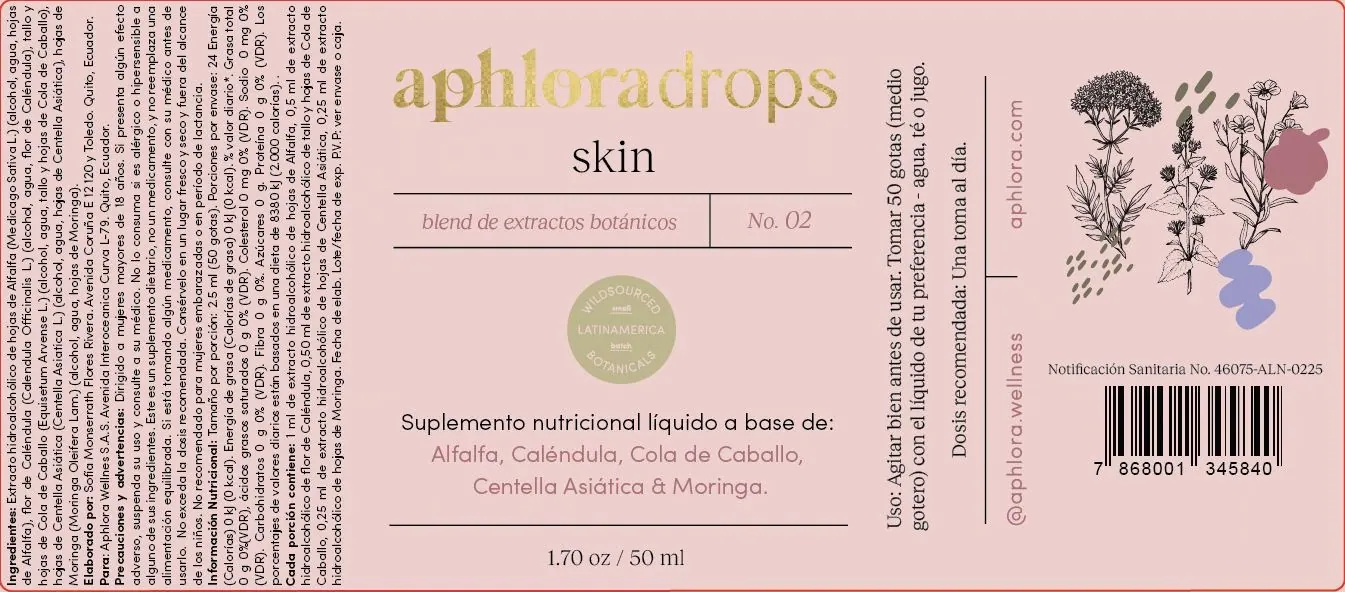 Ingredientes: Extracto hidroalcohólico de hojas de Alfalfa (Medicago Sativa L.) (alcohol, agua, hojas
de Alfalfa), flor de Caléndula (Calendula Officinalis L.) (alcohol, agua, flor de Caléndula), tallo y
hojas de Cola de Caballo (Equisetum Arvense L.) (alcohol, agua, tallo y hojas de Cola de Caballo),
hojas de Centella Asiática (Centella Asiatica L.) (alcohol, agua, hojas de Centella Asiática), hojas de
Moringa (Moringa Oleifera Lam.) (alcohol, agua, hojas de Moringa).
Elaborado por: Sofía Monserrath Flores Rivera. Avenida Coruña E 12 120 y Toledo. Quito, Ecuador.
Para: Aphlora Wellnes S.A.S. Avenida Interoceanica Curva L-79. Quito, Ecuador.
Precauciones y advertencias: Dirigido a mujeres mayores de 18 años. Si presenta algún efecto
adverso, suspenda su uso y consulte a su médico. No lo consuma si es alérgico o hipersensible a
alguno de sus ingredientes. Este es un suplemento dietario, no un medicamento, y no reemplaza una
alimentación equilibrada. Si está tomando algún medicamento, consulte con su médico antes de
usarlo. No exceda la dosis recomendada. Consérvelo en un lugar fresco y seco y fuera del alcance
de los niños. No recomendado para mujeres embarazadas o en período de lactancia.
Información Nutricional: Tamaño por porción: 2.5 ml (50 gotas). Porciones por envase: 24 Energía
(Calorías) 0 kJ (0 kcal). Energía de grasa (Calorías de grasa) 0 kJ (0 kcal). % valor diario*. Grasa total
0 g 0%(VDR), ácidos grasos saturados 0 g 0% (VDR). Colesterol 0 mg 0% (VDR). Sodio 0 mg 0%
(VDR). Carbohidratos 0 g 0% (VDR). Fibra 0 g 0%. Azúcares 0 g. Proteína 0 g 0% (VDR). Los
porcentajes de valores diarios están basados en una dieta de 8380 kJ (2.000 calorías). .
Cada porción contiene: 1 ml de extracto hidroalcohólico de hojas de Alfalfa, 0,5 ml de extracto
hidroalcohólico de flor de Caléndula, 0,50 ml de extracto hidroalcohólico de tallo y hojas de Cola de
Caballo, 0,25 ml de extracto hidroalcohólico de hojas de Centella Asiática, 0,25 ml de extracto
hidroalcohólico de hojas de Moringa. Fecha de elab. Lote/fecha de exp. P.V.P. ver envase o caja.
aphloradrops
skin
blend de extractos botánicos
No. 02
WILDSOURCED
small
LATINAMERICA
batch
BOTANICALS
Suplemento nutricional líquido a base de:
Alfalfa, Caléndula, Cola de Caballo,
Centella Asiática & Moringa.
1.70 oz / 50 ml
Uso: Agitar bien antes de usar. Tomar 50 gotas (medio
gotero) con el líquido de tu preferencia - agua, té o jugo.
Dosis recomendada: Una toma al día.
@aphlora.wellness
aphlora.com
Notificación Sanitaria No. 46075-ALN-0225
7 868001 345840